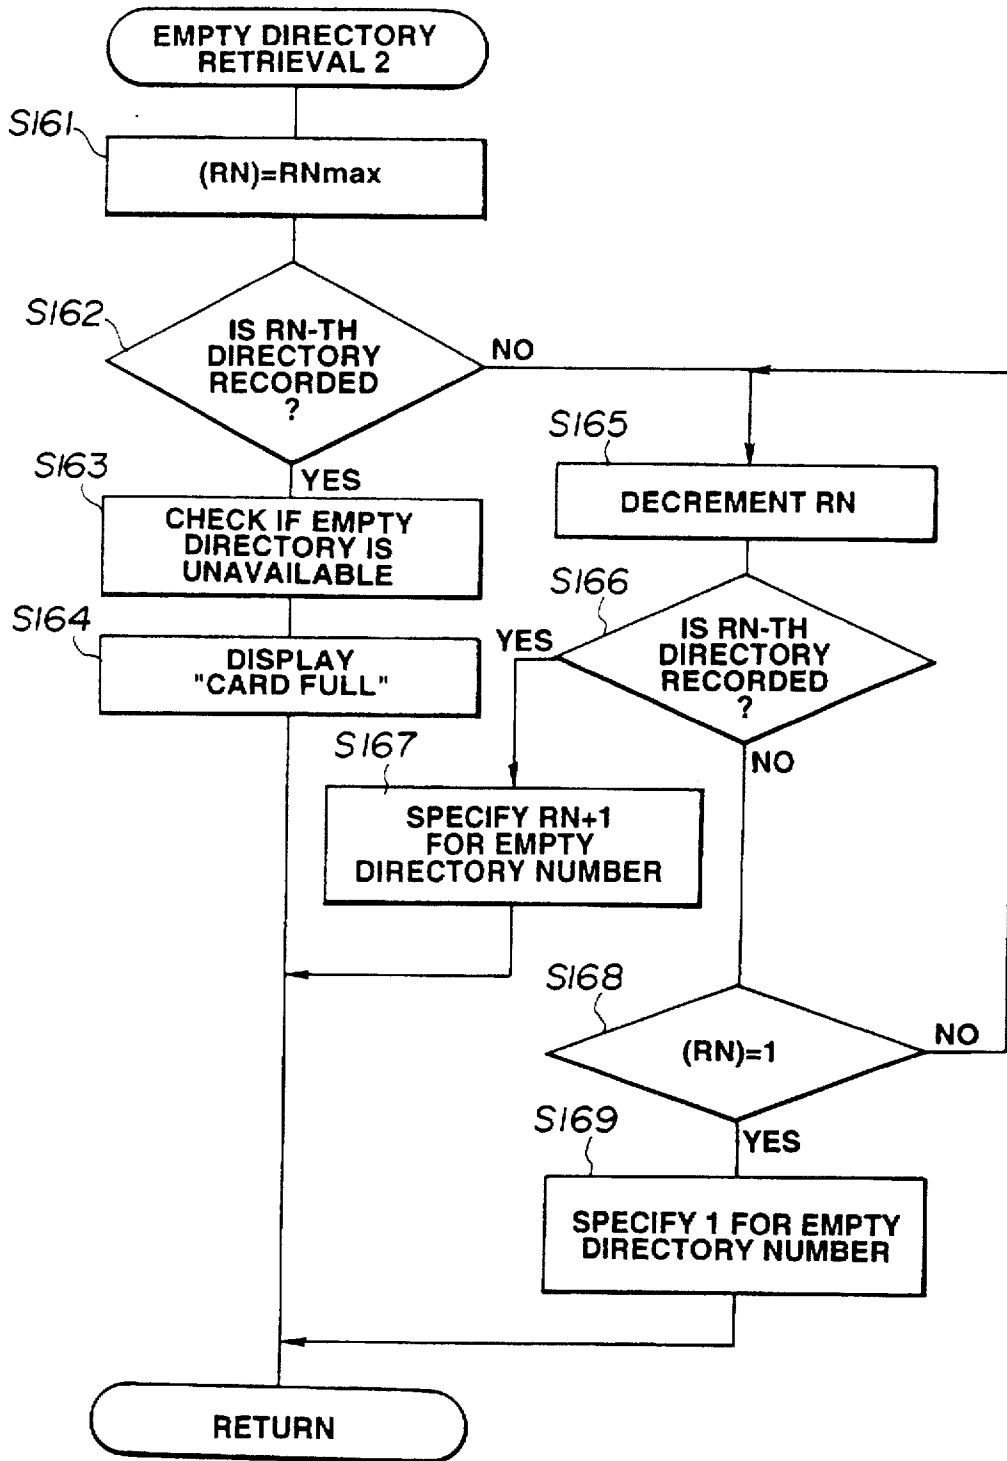 EMPTY DIRECTORY
RETRIEVAL 2
S161
(RN)=RNmax
S162
IS RN-TH
DIRECTORY
RECORDED
?
NO
YES
S163
CHECK IF EMPTY
DIRECTORY IS
UNAVAILABLE
S164
DISPLAY
"CARD FULL"
S165
DECREMENT RN
S166
IS RN-TH
DIRECTORY
RECORDED
?
YES
NO
S167
SPECIFY RN+1
FOR EMPTY
DIRECTORY NUMBER
S168
(RN)=1
NO
YES
S169
SPECIFY 1 FOR EMPTY
DIRECTORY NUMBER
RETURN